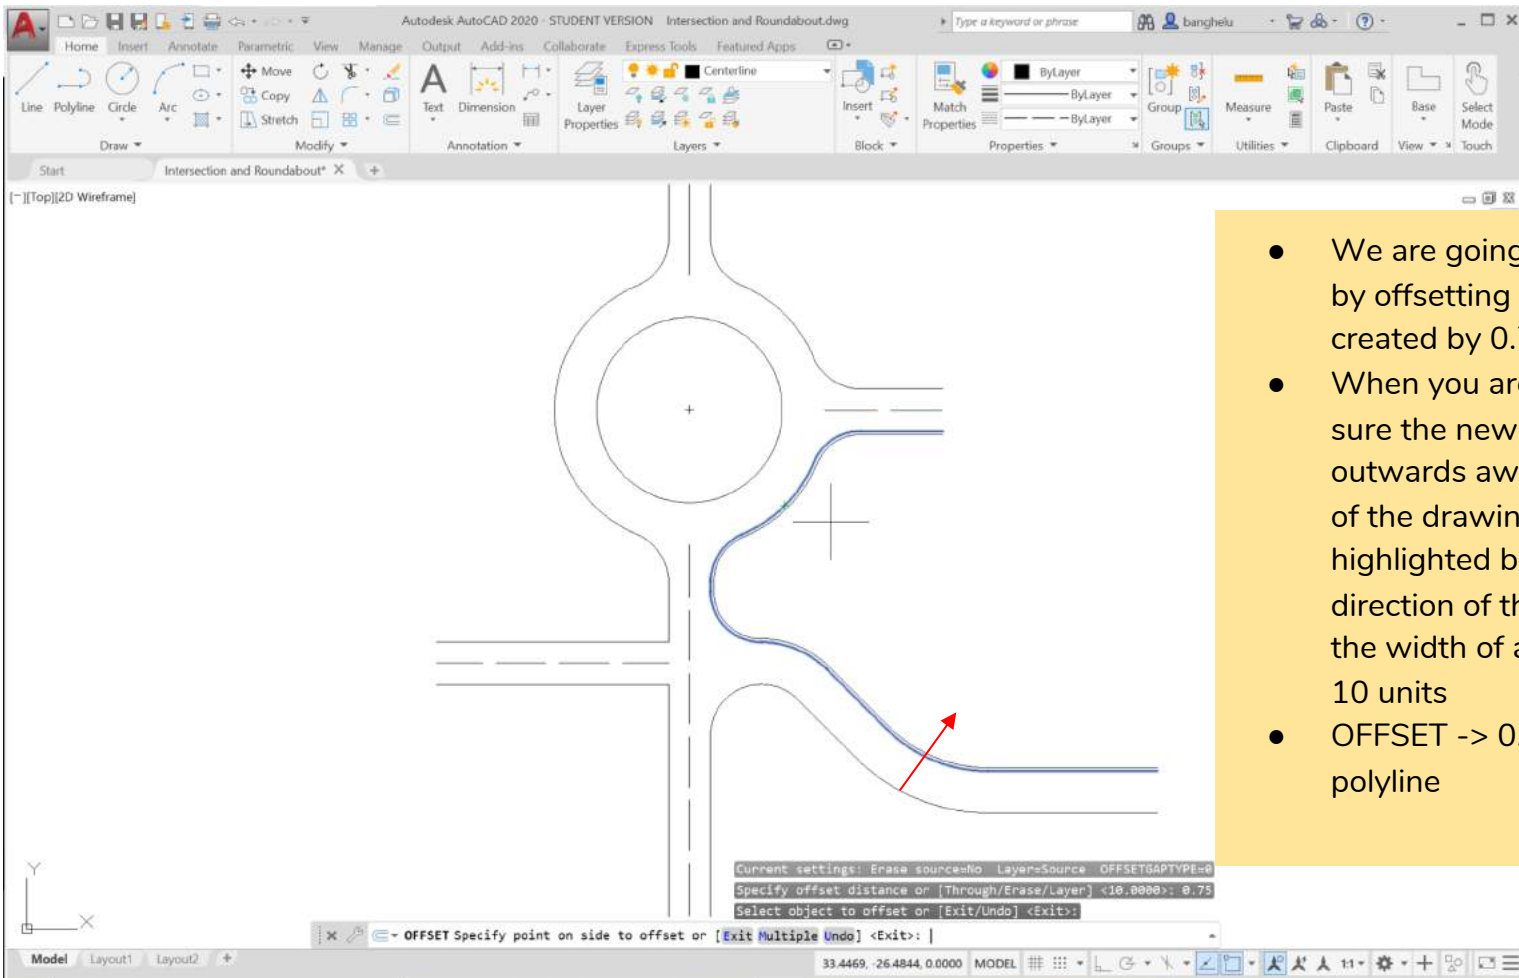 Autodesk AutoCAD 2020 - STUDENT VERSION Intersection and Roundabout.dwg
Type a keyword or phrase
banghelu
Home Insert Annotate Parametric View Manage Output Add-ins Collaborate Express Tools Featured Apps
Line Polyline Circle Arc
Move
Copy
Stretch
Text Dimension
Layer
Properties
Centerline
Insert
Match
Properties
ByLayer
ByLayer
ByLayer
Group
Measure
Paste
Base
Select
Mode
Draw Modify Annotation Layers Block Properties Groups Utilities Clipboard View Touch
Start Intersection and Roundabout* X +
[-][Top][2D Wireframe]
● We are going
by offsetting
created by 0.
● When you ar
sure the new
outwards aw
of the drawin
highlighted b
direction of th
the width of a
10 units
● OFFSET -> 0.
polyline
Current settings: Erase source=No Layer=Source OFFSETGAPTYPE=0
Specify offset distance or [Through/Erase/Layer] <10.0000>: 0.75
Select object to offset or [Exit/Undo] <Exit>:
Y
X
OFFSET Specify point on side to offset or [Exit Multiple Undo] <Exit>:
Model Layout1 Layout2 +
33.4469, -26.4844, 0.0000 MODEL 1:1